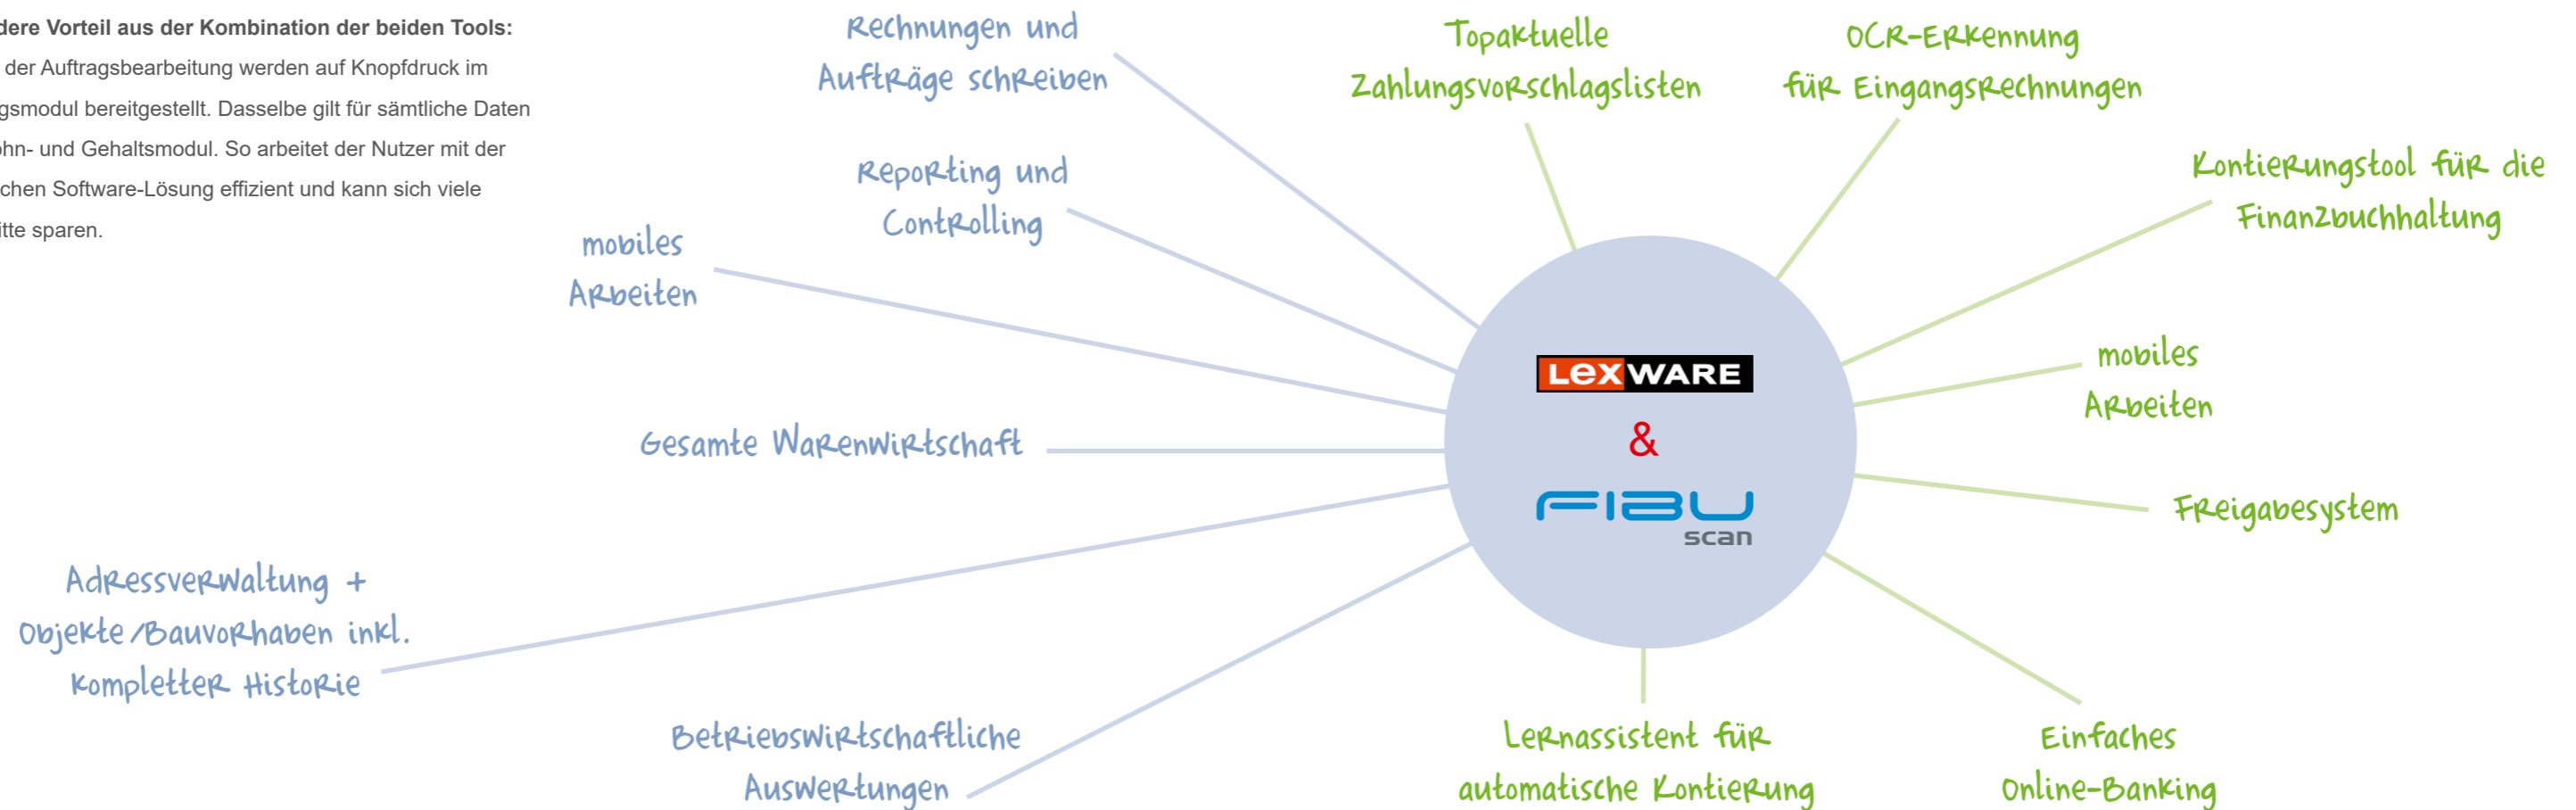 dere Vorteil aus der Kombination der beiden Tools:
der Auftragsbearbeitung werden auf Knopfdruck im
gsmodul bereitgestellt. Dasselbe gilt für sämtliche Daten
ohn- und Gehaltsmodul. So arbeitet der Nutzer mit der
ichen Software-Lösung effizient und kann sich viele
itte sparen.
Rechnungen und
Aufträge schreiben
Reporting und
Controlling
mobiles
Arbeiten
Gesamte Warenwirtschaft
Adressverwaltung +
Objekte/Bauvorhaben inkl.
kompletter Historie
Betriebswirtschaftliche
Auswertungen
Topaktuelle
Zahlungsvorschlagslisten
OCR-Erkennung
für Eingangsrechnungen
Kontierungstool für die
Finanzbuchhaltung
mobiles
Arbeiten
Freigabesystem
Einfaches
Online-Banking
Lernassistent für
automatische Kontierung
LEXWARE
&
FIBU
scan